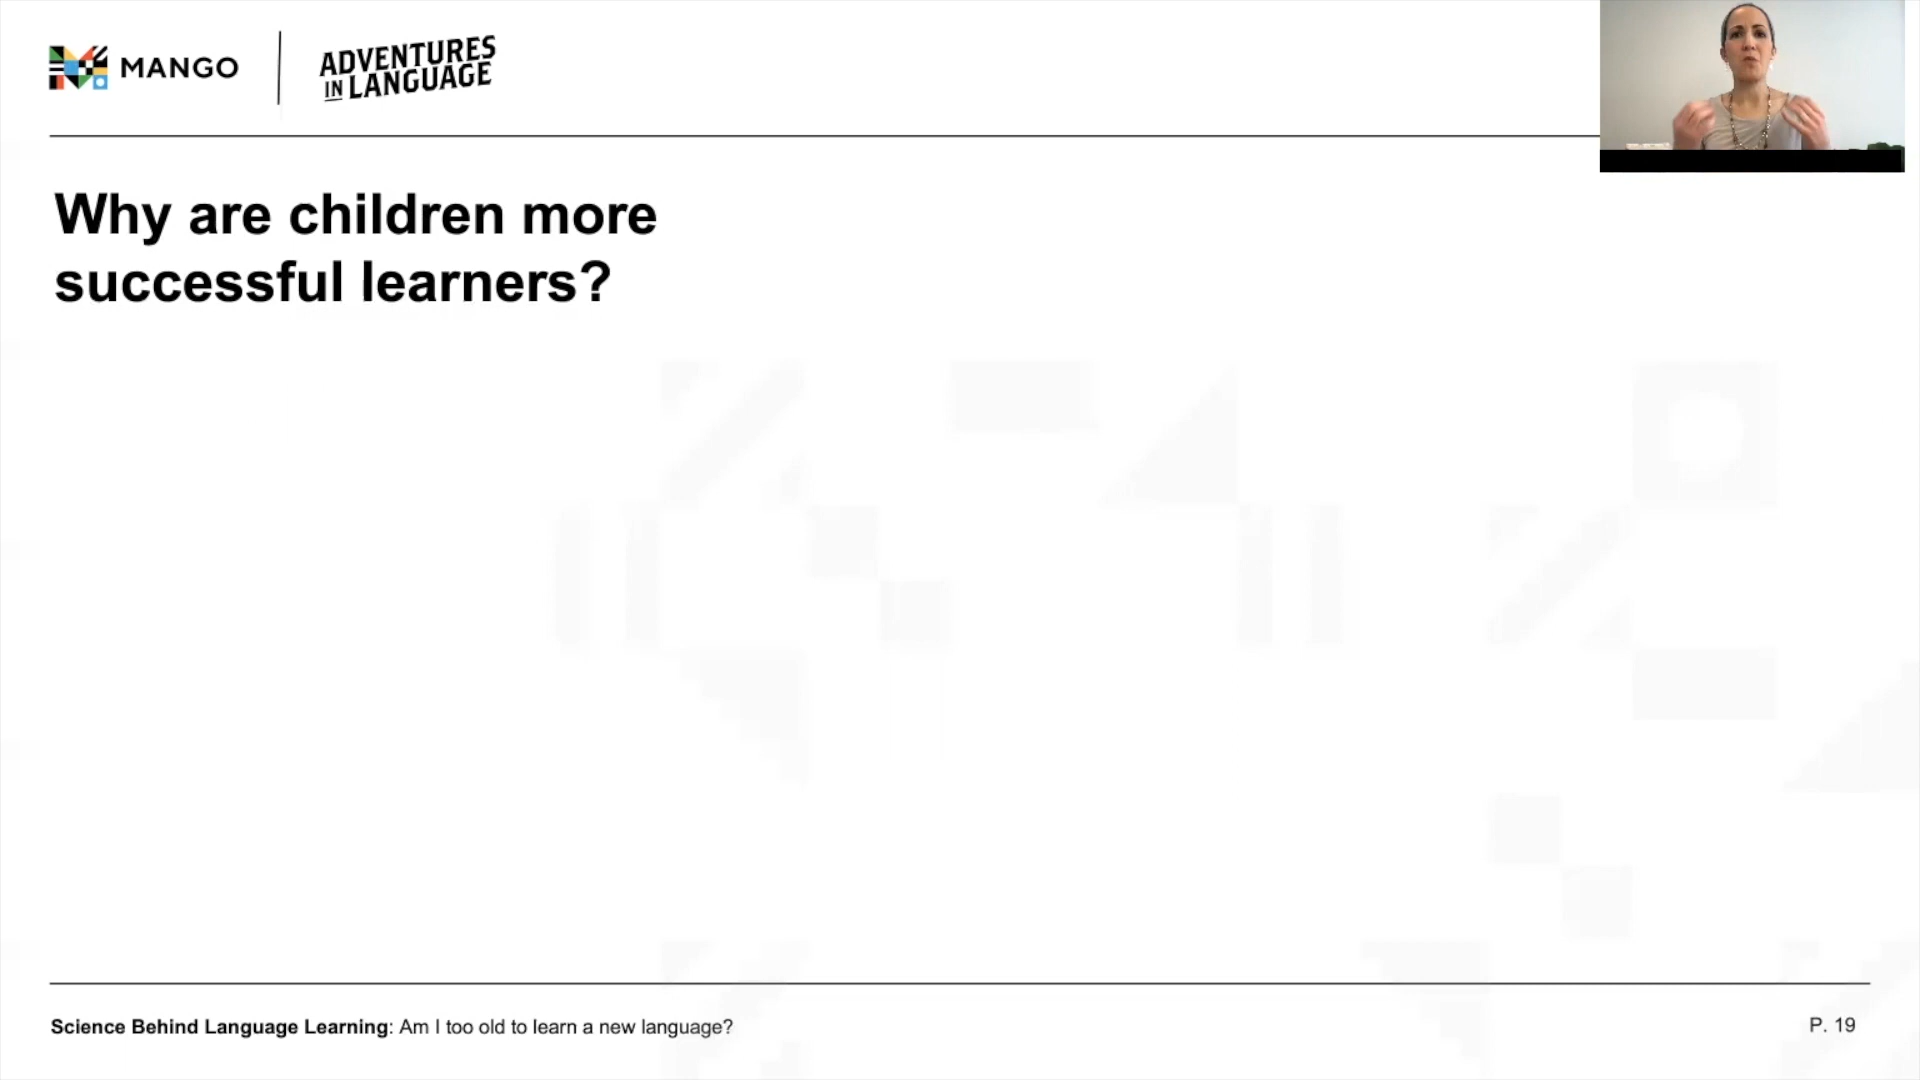 MANGO
ADVENTURES
IN LANGUAGE
Why are children more
successful learners?
Science Behind Language Learning: Am I too old to learn a new language?
P. 19